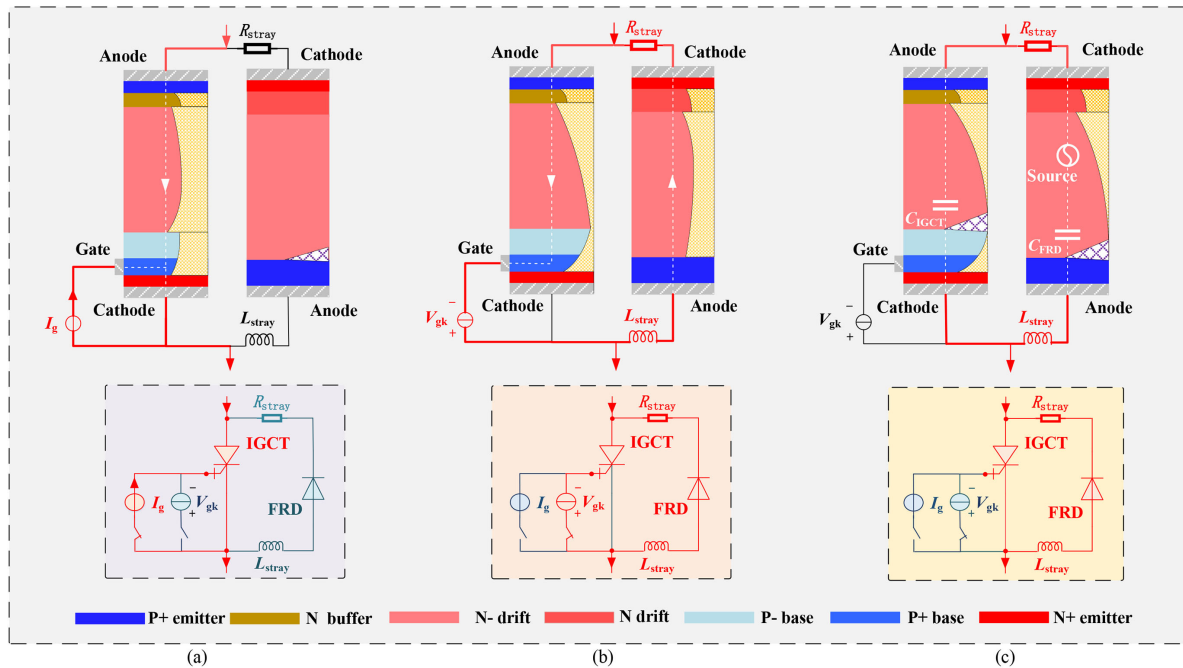 (a)
R_stray
Anode
Cathode
Gate
I_g
Cathode
Anode
L_stray
R_stray
IGCT
I_g
−
V_gk
+
FRD
L_stray
(b)
R_stray
Anode
Cathode
Gate
−
V_gk
+
Cathode
Anode
L_stray
R_stray
IGCT
I_g
−
V_gk
+
FRD
L_stray
(c)
R_stray
Anode
Cathode
Source
C_IGCT
C_FRD
Gate
−
V_gk
+
Cathode
Anode
L_stray
R_stray
IGCT
I_g
−
V_gk
+
FRD
L_stray
P+ emitter N buffer N- drift N drift P- base P+ base N+ emitter
(a) (b) (c)